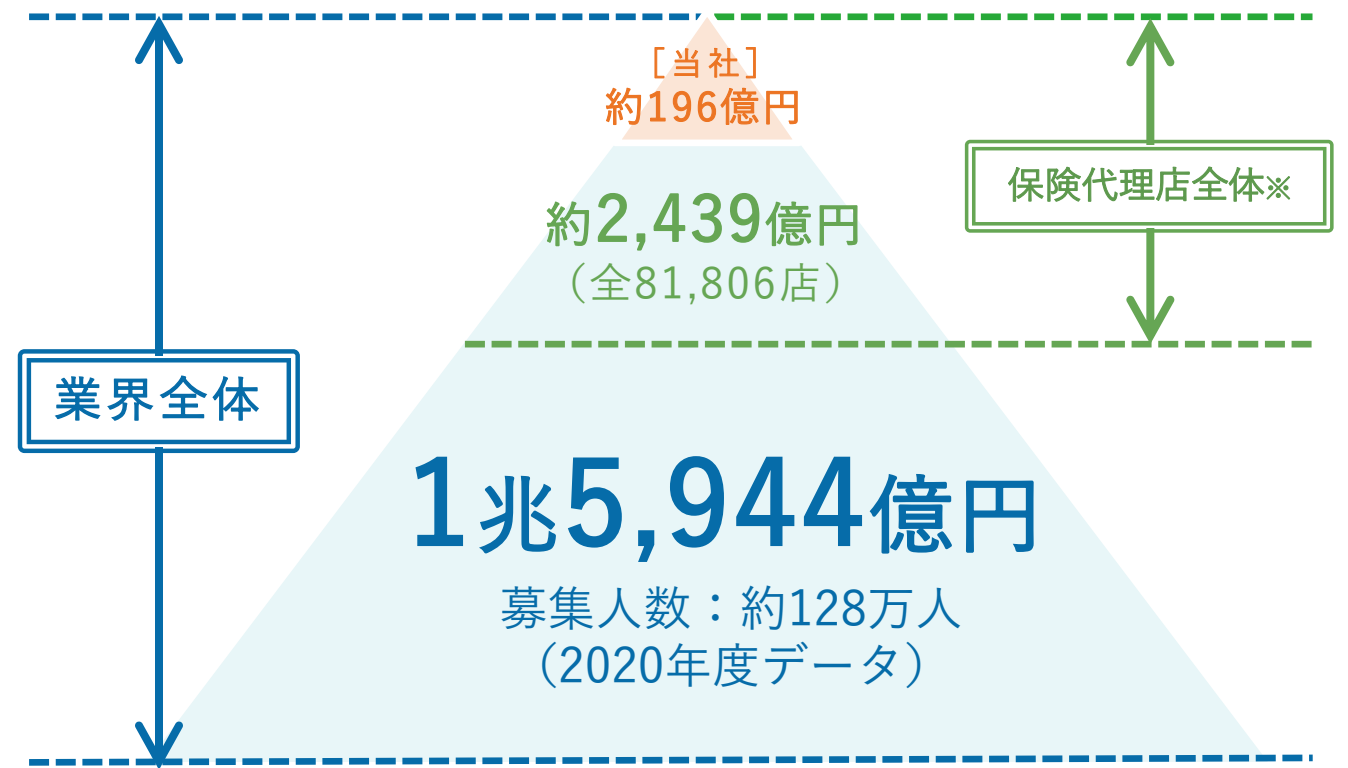 ［当社］
約196億円
保険代理店全体※
約2,439億円
（全81,806店）
業界全体
1兆5,944億円
募集人数：約128万人
（2020年度データ）